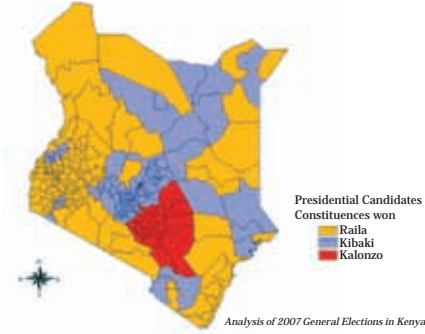 Presidential Candidates
Constituences won
Raila
Kibaki
Kalonzo
Analysis of 2007 General Elections in Kenya